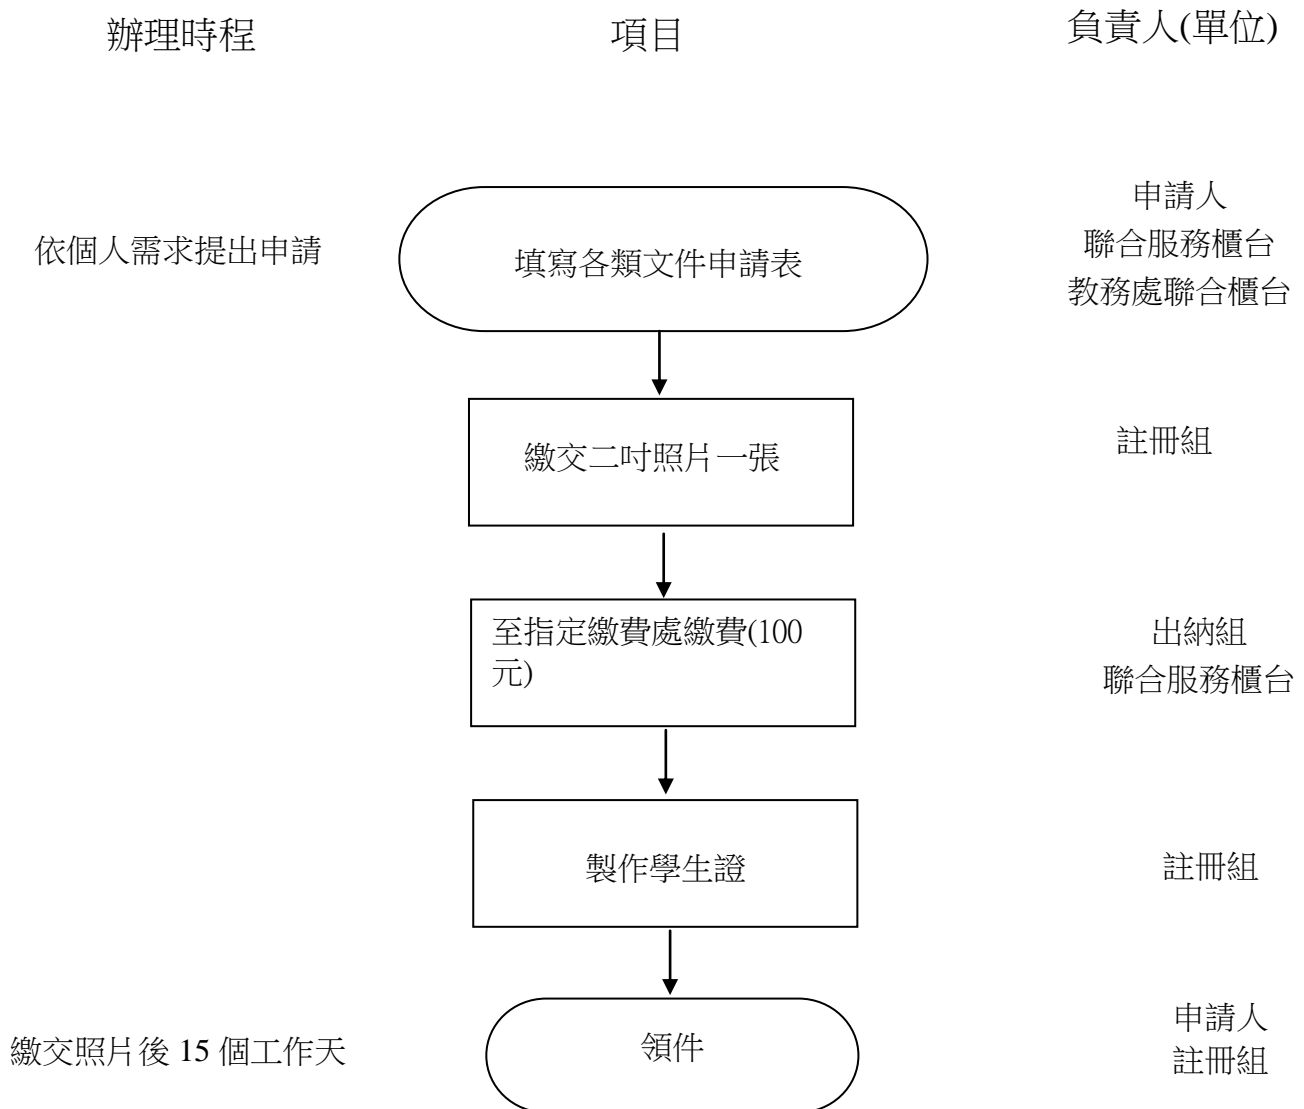 辦理時程
項目
負責人(單位)
依個人需求提出申請
填寫各類文件申請表
申請人
聯合服務櫃台
教務處聯合櫃台
繳交二吋照片一張
註冊組
至指定繳費處繳費(100
元)
出納組
聯合服務櫃台
製作學生證
註冊組
繳交照片後 15 個工作天
領件
申請人
註冊組